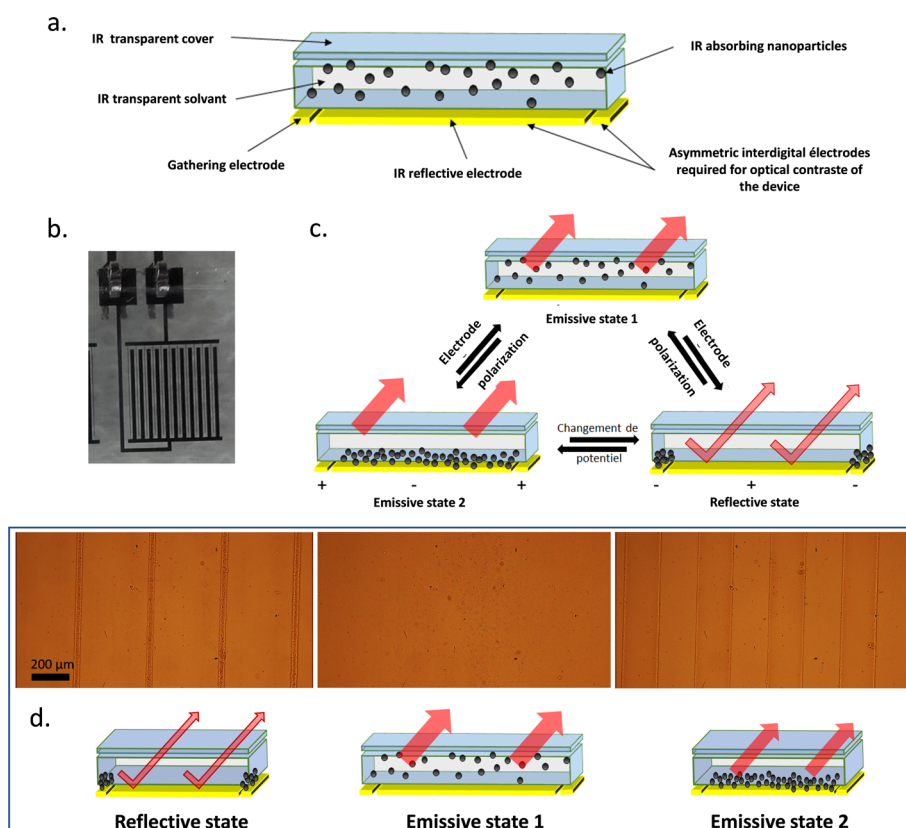 a.
IR transparent cover
IR absorbing nanoparticles
IR transparent solvant
Gathering electrode
IR reflective electrode
Asymmetric interdigital électrodes
required for optical contraste of
the device
b.
c.
Emissive state 1
Electrode
polarization
Electrode
polarization
Changement de
potentiel
+ - +
Emissive state 2
- + -
Reflective state
200 µm
d.
Reflective state
Emissive state 1
Emissive state 2